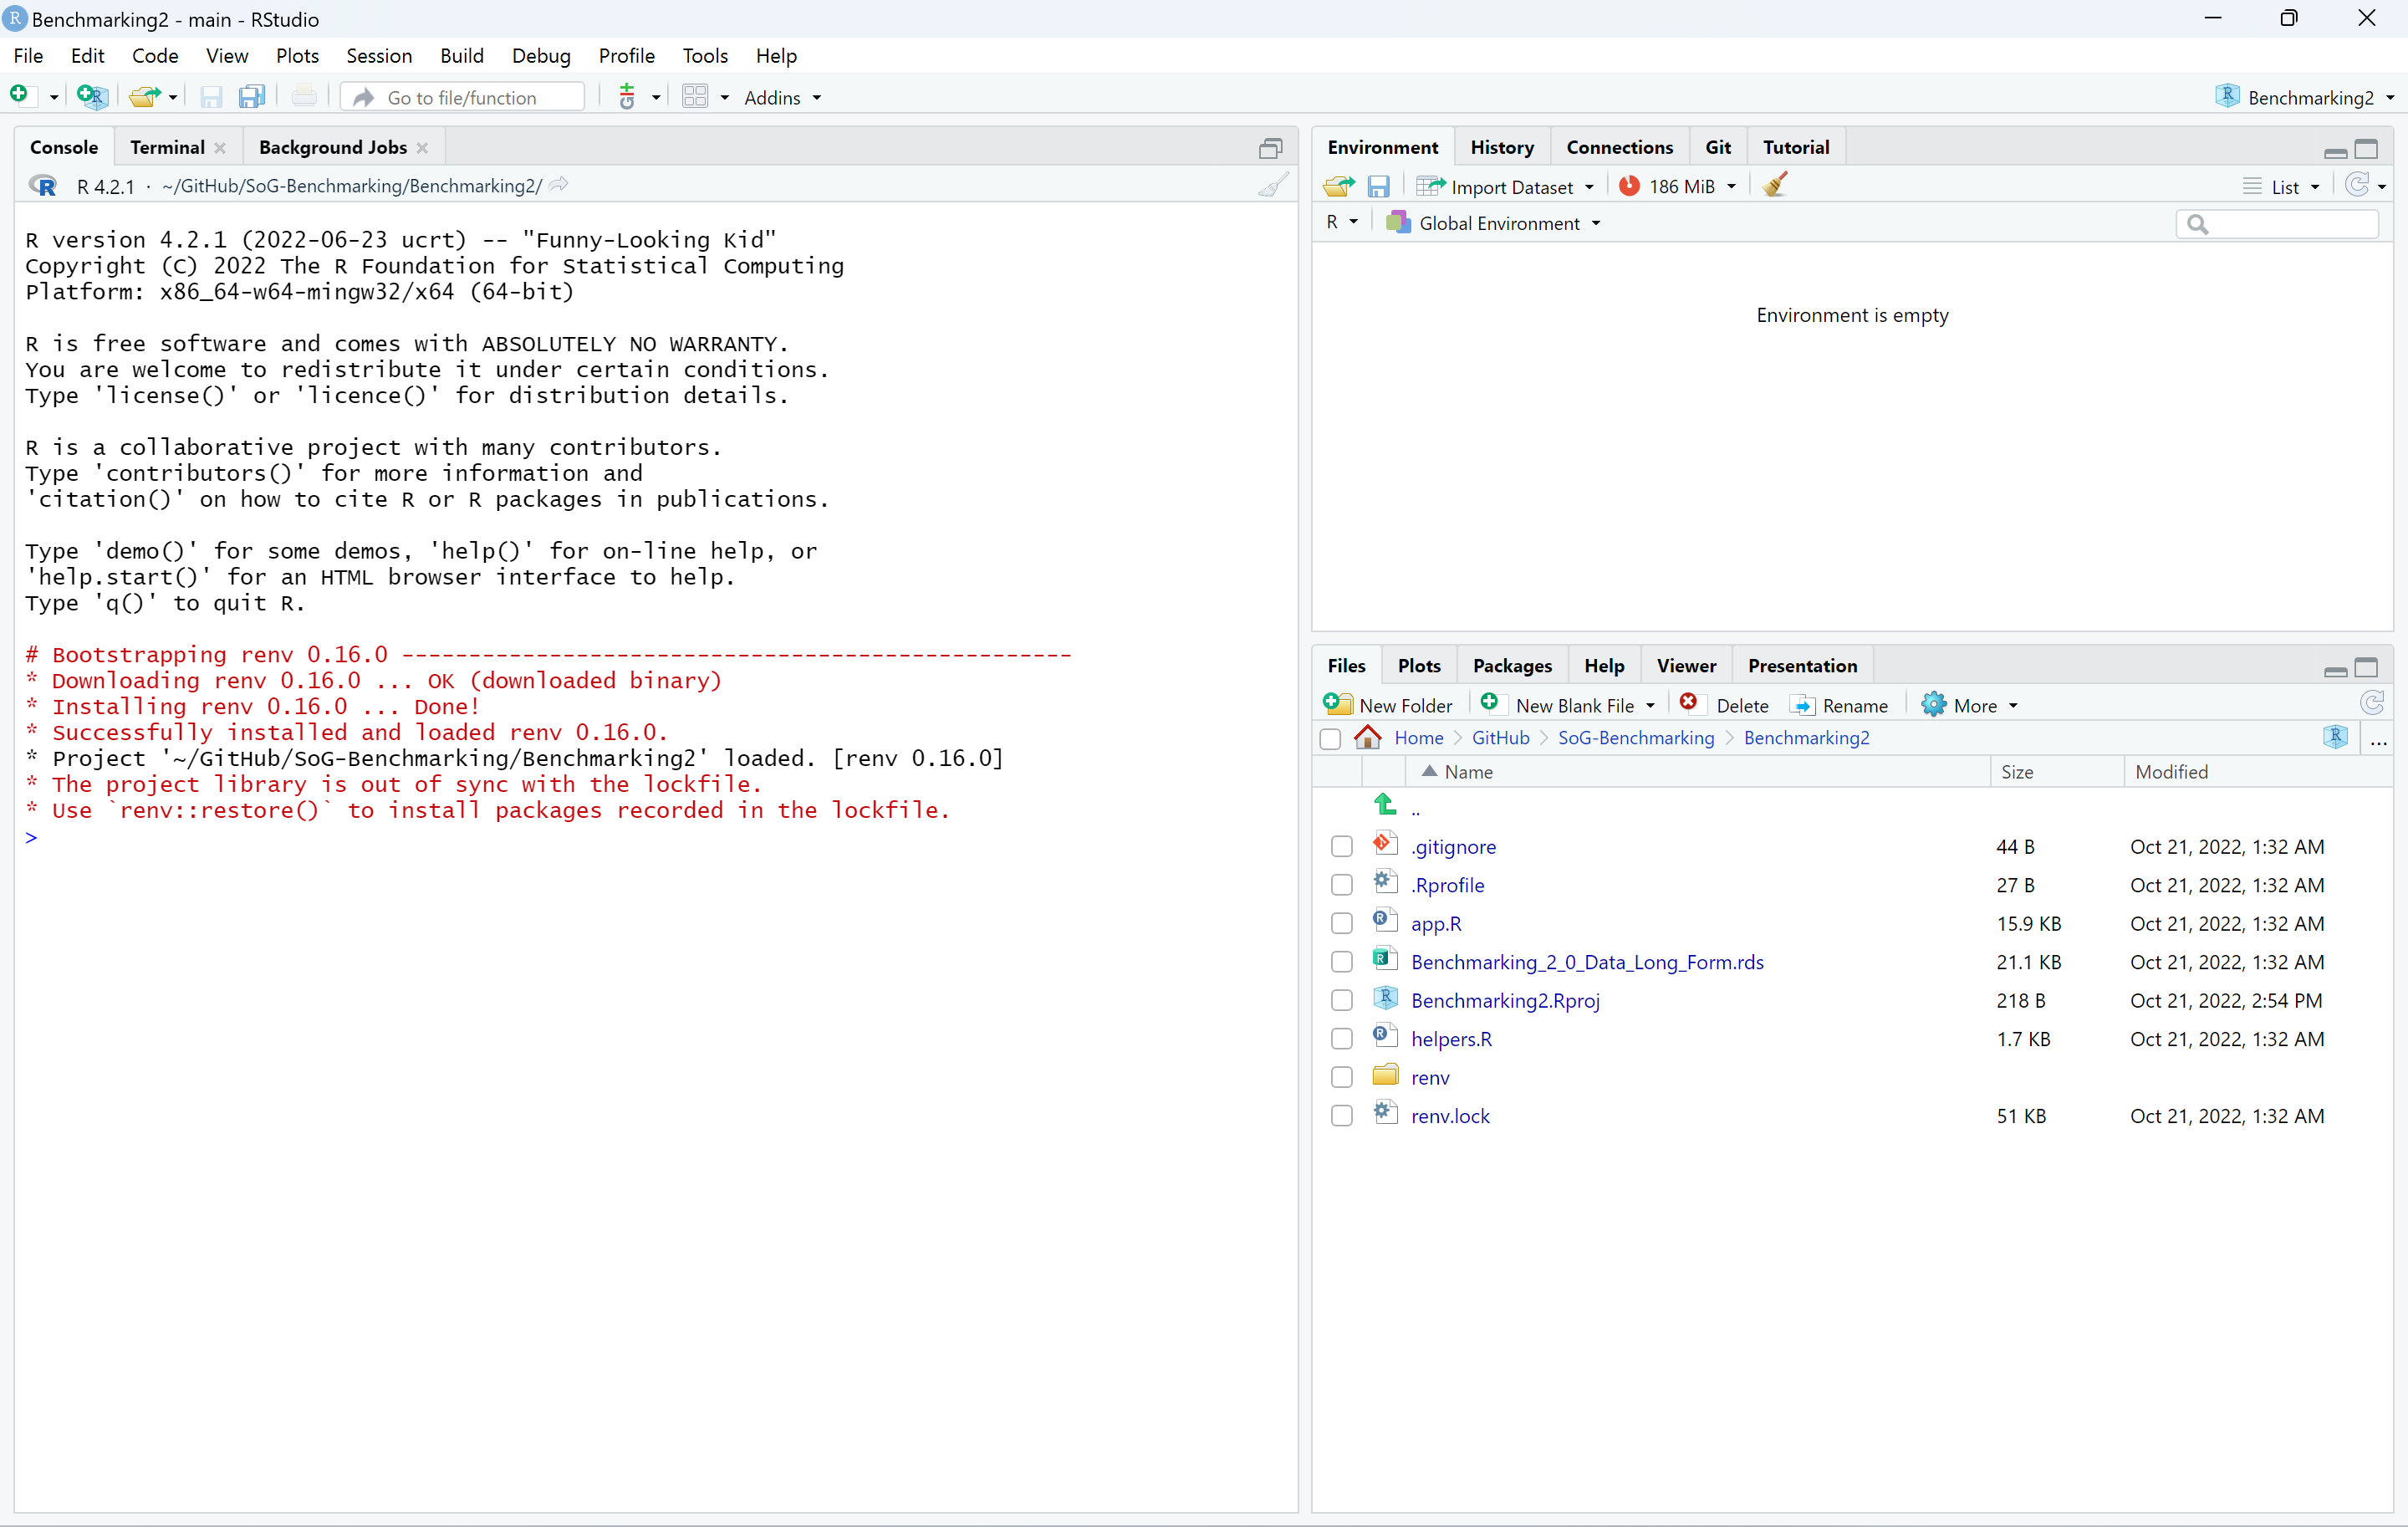 Benchmarking2 - main - RStudio
File Edit Code View Plots Session Build Debug Profile Tools Help
Go to file/function Addins Benchmarking2
Console Terminal Background Jobs
R 4.2.1 · ~/GitHub/SoG-Benchmarking/Benchmarking2/
R version 4.2.1 (2022-06-23 ucrt) -- "Funny-Looking Kid"
Copyright (C) 2022 The R Foundation for Statistical Computing
Platform: x86_64-w64-mingw32/x64 (64-bit)
R is free software and comes with ABSOLUTELY NO WARRANTY.
You are welcome to redistribute it under certain conditions.
Type 'license()' or 'licence()' for distribution details.
R is a collaborative project with many contributors.
Type 'contributors()' for more information and
'citation()' on how to cite R or R packages in publications.
Type 'demo()' for some demos, 'help()' for on-line help, or
'help.start()' for an HTML browser interface to help.
Type 'q()' to quit R.
# Bootstrapping renv 0.16.0 --------------------------------------------------
* Downloading renv 0.16.0 ... OK (downloaded binary)
* Installing renv 0.16.0 ... Done!
* Successfully installed and loaded renv 0.16.0.
* Project '~/GitHub/SoG-Benchmarking/Benchmarking2' loaded. [renv 0.16.0]
* The project library is out of sync with the lockfile.
* Use `renv::restore()` to install packages recorded in the lockfile.
>
Environment History Connections Git Tutorial
Import Dataset 186 MiB List
R Global Environment
Environment is empty
Files Plots Packages Help Viewer Presentation
New Folder New Blank File Delete Rename More
Home GitHub SoG-Benchmarking Benchmarking2 ...
Name Size Modified
..
.gitignore 44 B Oct 21, 2022, 1:32 AM
.Rprofile 27 B Oct 21, 2022, 1:32 AM
app.R 15.9 KB Oct 21, 2022, 1:32 AM
Benchmarking_2_0_Data_Long_Form.rds 21.1 KB Oct 21, 2022, 1:32 AM
Benchmarking2.Rproj 218 B Oct 21, 2022, 2:54 PM
helpers.R 1.7 KB Oct 21, 2022, 1:32 AM
renv
renv.lock 51 KB Oct 21, 2022, 1:32 AM